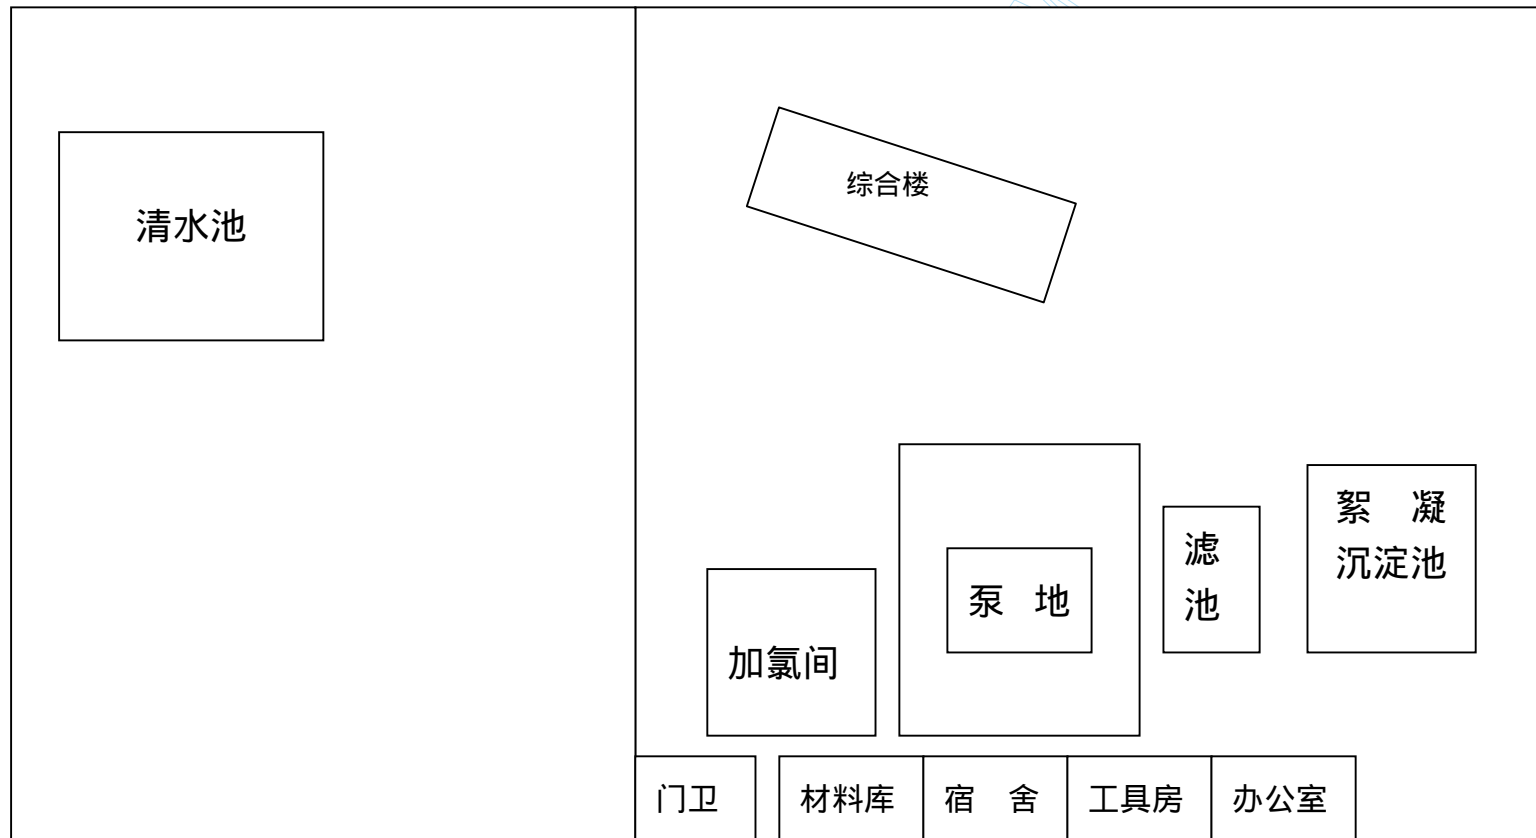 综合楼
清水池
絮 凝
沉淀池
滤
池
泵 地
加氯间
门卫
材料库
宿 舍
工具房
办公室